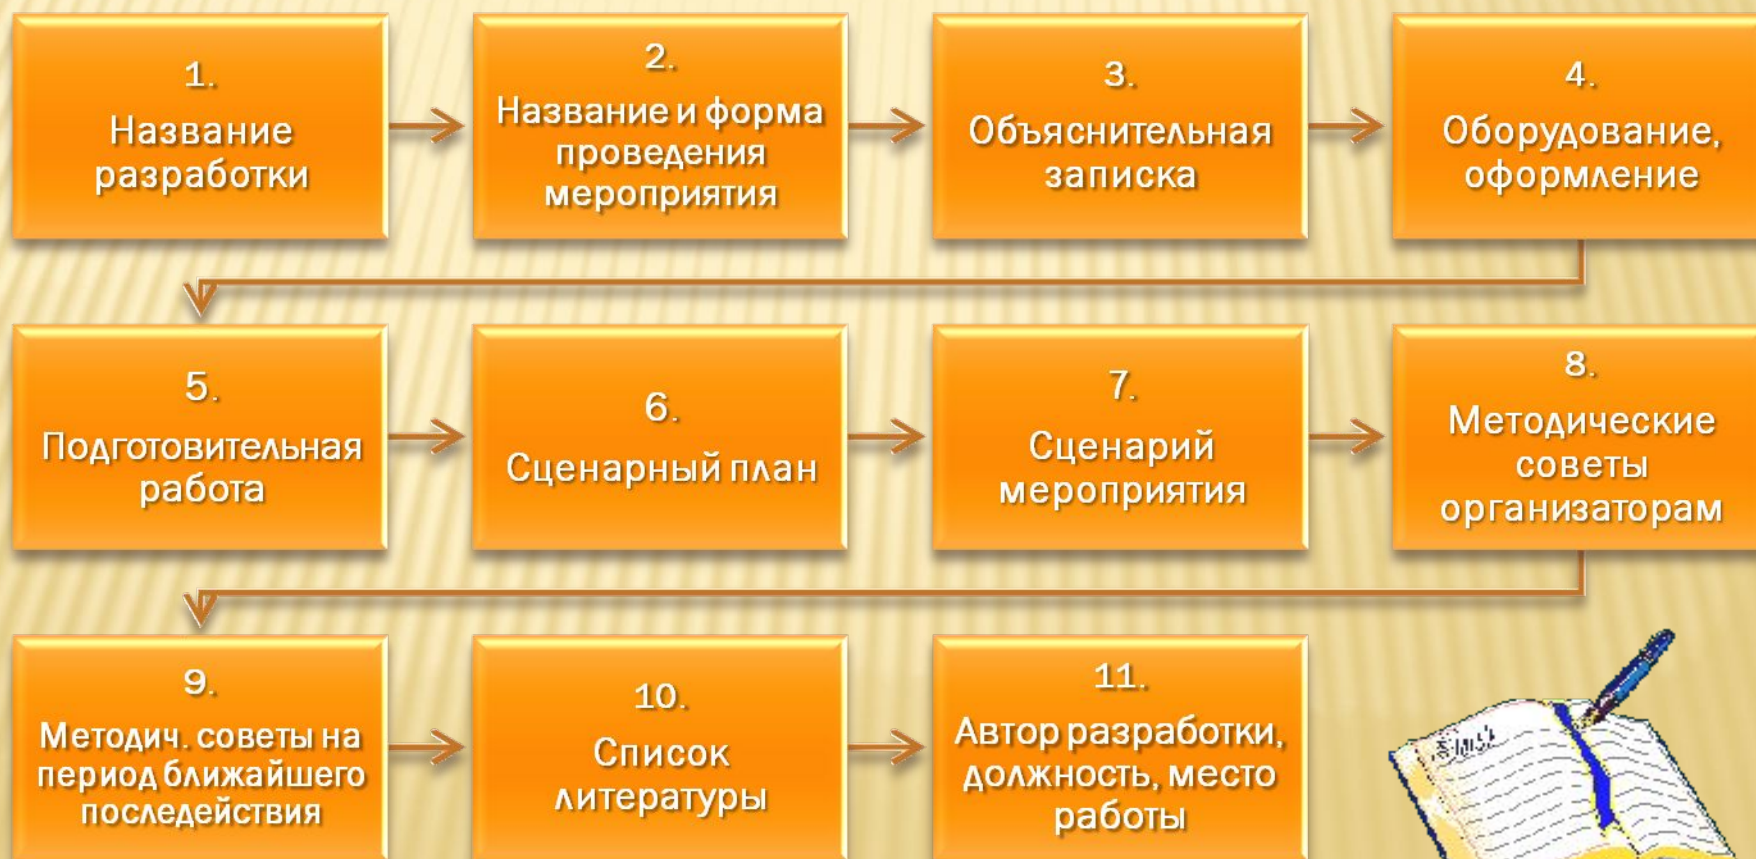 1.
Название
разработки
2.
Название и форма
проведения
мероприятия
3.
Объяснительная
записка
4.
Оборудование,
оформление
5.
Подготовительная
работа
6.
Сценарный план
7.
Сценарий
мероприятия
8.
Методические
советы
организаторам
9.
Методич. советы на
период ближайшего
последействия
10.
Список
литературы
11.
Автор разработки,
должность, место
работы